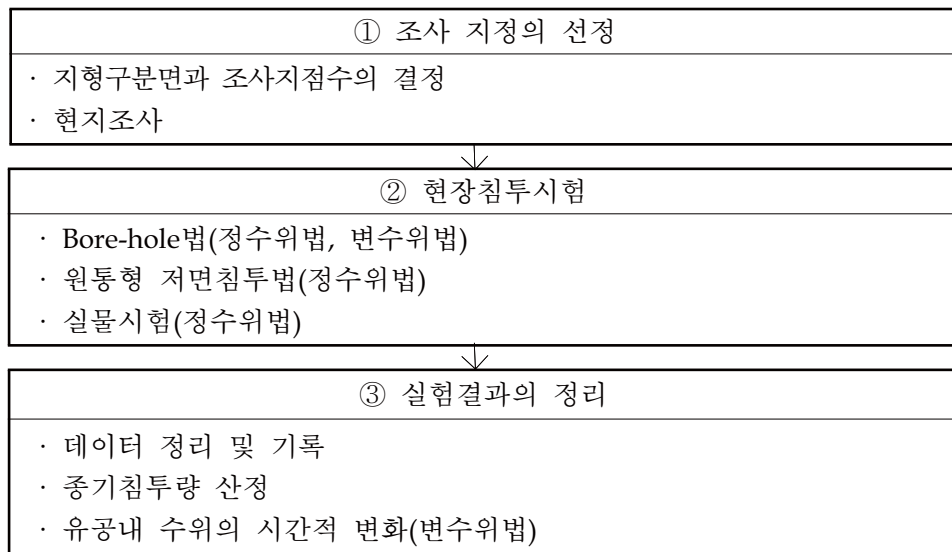 ① 조사 지정의 선정
· 지형구분면과 조사지점수의 결정
· 현지조사
② 현장침투시험
· Bore-hole법(정수위법, 변수위법)
· 원통형 저면침투법(정수위법)
· 실물시험(정수위법)
③ 실험결과의 정리
· 데이터 정리 및 기록
· 종기침투량 산정
· 유공내 수위의 시간적 변화(변수위법)